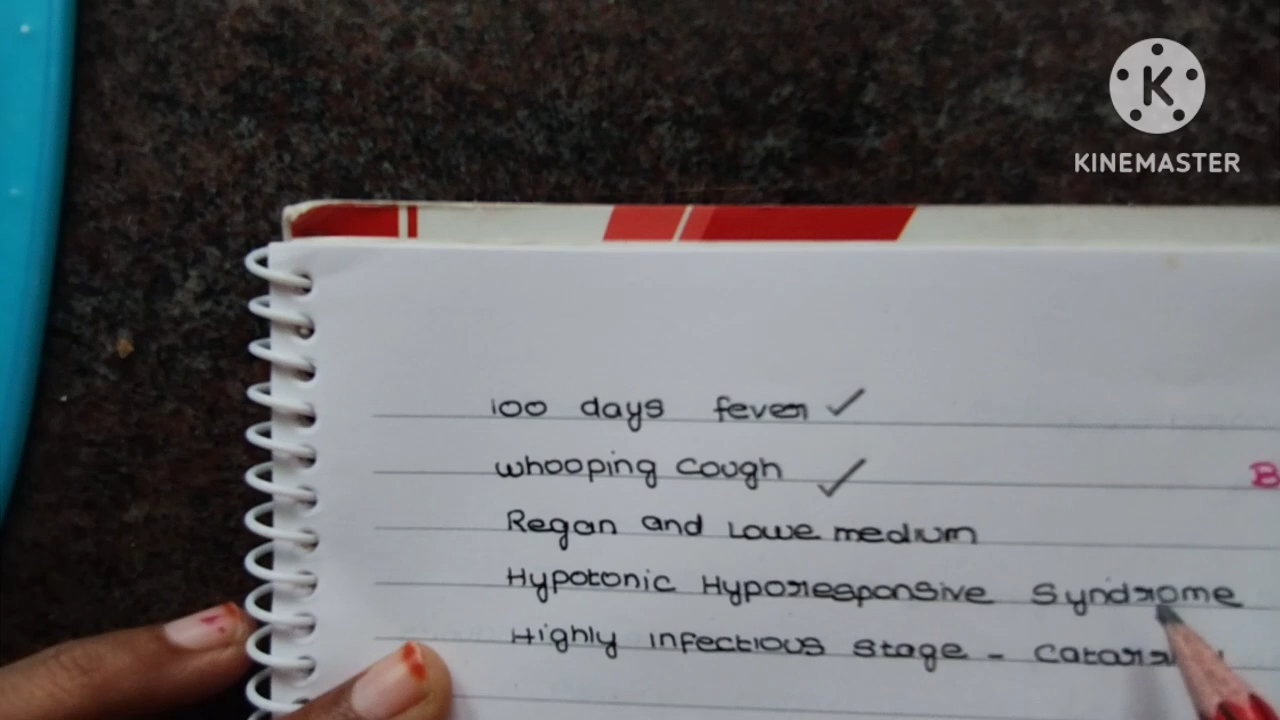 K
KINEMASTER
100 days fever
whooping cough
B
Regan and Lowe medium
Hypotonic Hyporesponsive Syndrome
Highly infectious stage -